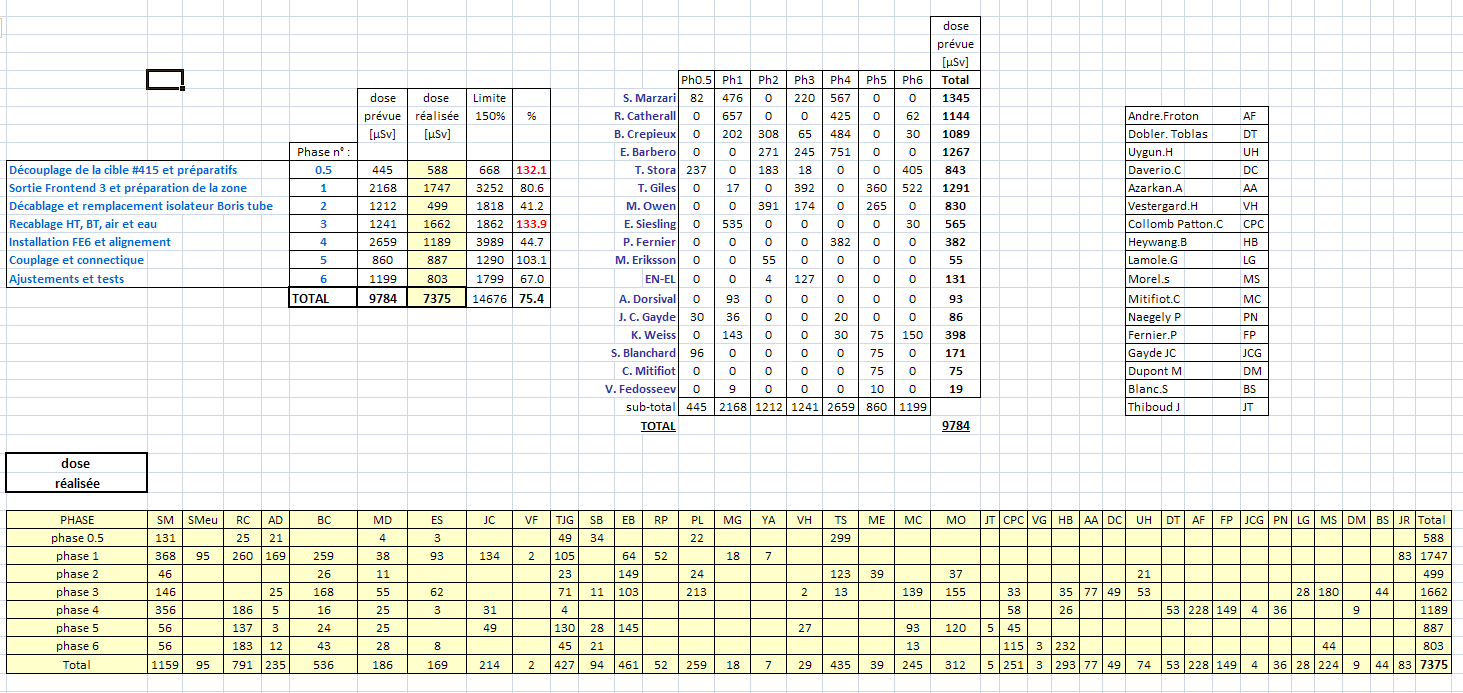 dose prévue [µSv] dose réalisée [µSv] Limite 150% %
Phase n° :
Découplage de la cible #415 et préparatifs 0.5 445 588 668 132.1
Sortie Frontend 3 et préparation de la zone 1 2168 1747 3252 80.6
Décablage et remplacement isolateur Boris tube 2 1212 499 1818 41.2
Recablage HT, BT, air et eau 3 1241 1662 1862 133.9
Installation FE6 et alignement 4 2659 1189 3989 44.7
Couplage et connectique 5 860 887 1290 103.1
Ajustements et tests 6 1199 803 1799 67.0
TOTAL 9784 7375 14676 75.4
dose
prévue
[µSv]
Ph0.5 Ph1 Ph2 Ph3 Ph4 Ph5 Ph6 Total
S. Marzari 82 476 0 220 567 0 0 1345
R. Catherall 0 657 0 0 425 0 62 1144
B. Crepieux 0 202 308 65 484 0 30 1089
E. Barbero 0 0 271 245 751 0 0 1267
T. Stora 237 0 183 18 0 0 405 843
T. Giles 0 17 0 392 0 360 522 1291
M. Owen 0 0 391 174 0 265 0 830
E. Siesling 0 535 0 0 0 0 30 565
P. Fernier 0 0 0 0 382 0 0 382
M. Eriksson 0 0 55 0 0 0 0 55
EN-EL 0 0 4 127 0 0 0 131
A. Dorsival 0 93 0 0 0 0 0 93
J. C. Gayde 30 36 0 0 20 0 0 86
K. Weiss 0 143 0 0 30 75 150 398
S. Blanchard 96 0 0 0 0 75 0 171
C. Mitifiot 0 0 0 0 0 75 0 75
V. Fedosseev 0 9 0 0 0 10 0 19
sub-total 445 2168 1212 1241 2659 860 1199
TOTAL 9784
Andre.Froton AF
Dobler. Toblas DT
Uygun.H UH
Daverio.C DC
Azarkan.A AA
Vestergard.H VH
Collomb Patton.C CPC
Heywang.B HB
Lamole.G LG
Morel.s MS
Mitifiot.C MC
Naegely P PN
Fernier.P FP
Gayde JC JCG
Dupont M DM
Blanc.S BS
Thiboud J JT
dose
réalisée
PHASE SM SMeu RC AD BC MD ES JC VF TJG SB EB RP PL MG YA VH TS ME MC MO JT CPC VG HB AA DC UH DT AF FP JCG PN LG MS DM BS JR Total
phase 0.5 131 25 21 4 3 49 34 22 299 588
phase 1 368 95 260 169 259 38 93 134 2 105 64 52 18 7 83 1747
phase 2 46 26 11 23 149 24 123 39 37 21 499
phase 3 146 25 168 55 62 71 11 103 213 2 13 139 155 33 35 77 49 53 28 180 44 1662
phase 4 356 186 5 16 25 3 31 4 58 26 53 228 149 4 36 9 1189
phase 5 56 137 3 24 25 49 130 28 145 27 93 120 5 45 887
phase 6 56 183 12 43 28 8 45 21 13 115 3 232 44 803
Total 1159 95 791 235 536 186 169 214 2 427 94 461 52 259 18 7 29 435 39 245 312 5 251 3 293 77 49 74 53 228 149 4 36 28 224 9 44 83 7375